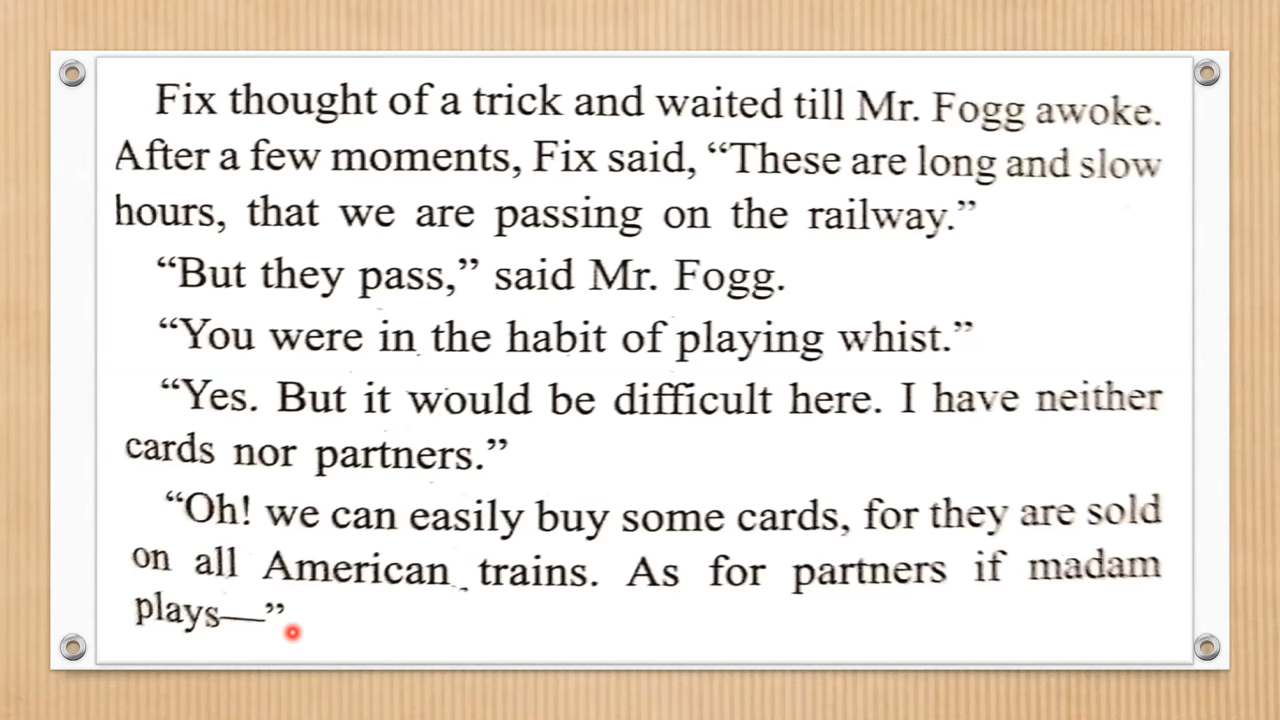 Fix thought of a trick and waited till Mr. Fogg awoke.
After a few moments, Fix said, “These are long and slow
hours, that we are passing on the railway.”
“But they pass,” said Mr. Fogg.
“You were in the habit of playing whist.”
“Yes. But it would be difficult here. I have neither
cards nor partners.”
“Oh! we can easily buy some cards, for they are sold
on all American trains. As for partners if madam
plays—”